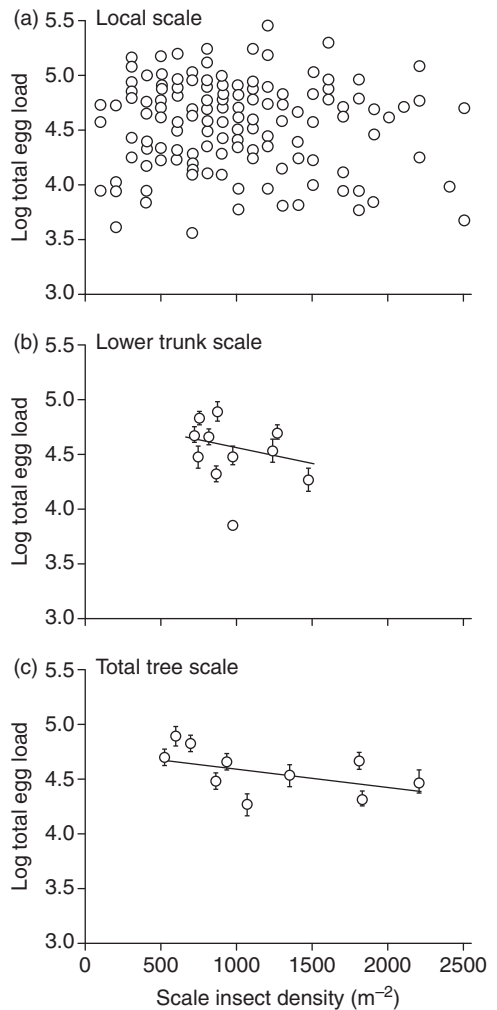 (a) Local scale
5.5
5.0
4.5
4.0
3.5
3.0
Log total egg load
(b) Lower trunk scale
5.5
5.0
4.5
4.0
3.5
3.0
Log total egg load
(c) Total tree scale
5.5
5.0
4.5
4.0
3.5
3.0
Log total egg load
0 500 1000 1500 2000 2500
Scale insect density (m⁻²)